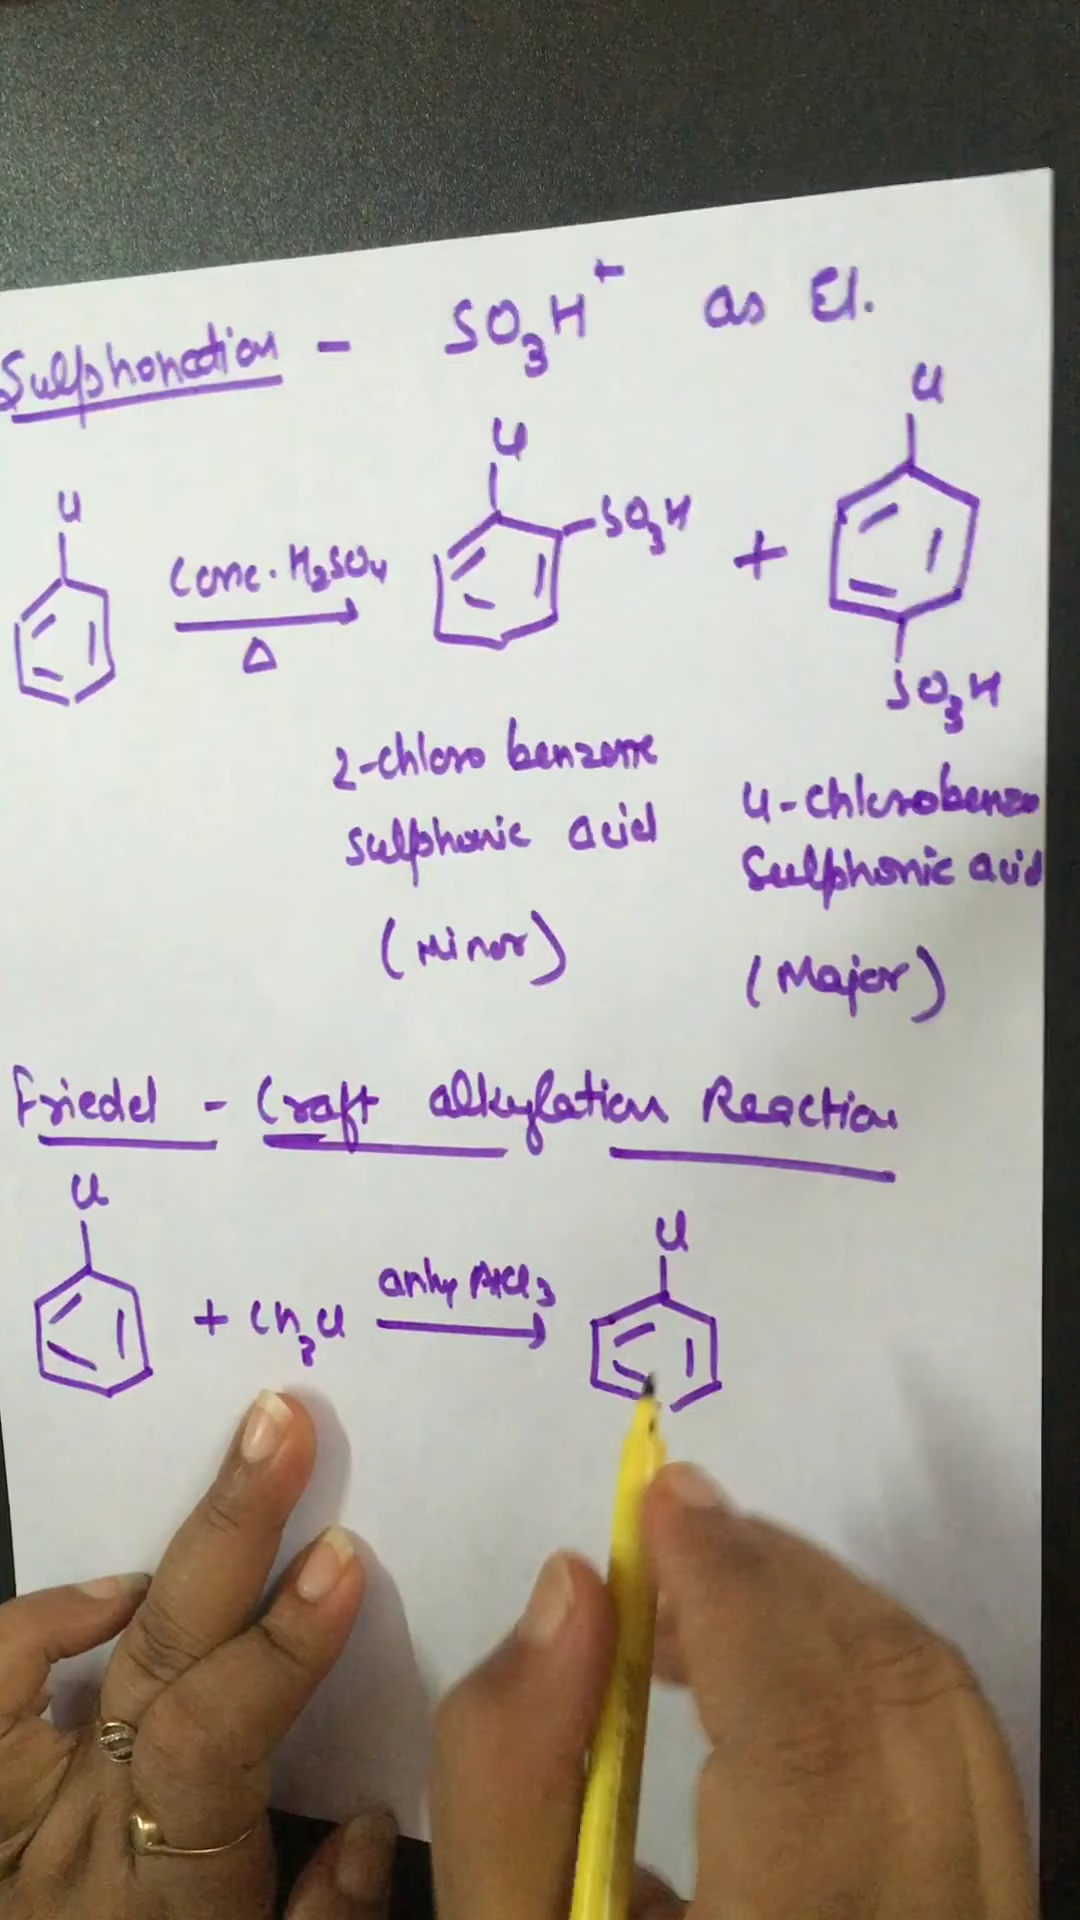 Sulphonation - SO3H+ as El.
Cl Cl Cl
Conc. H2SO4 SO3H +
Δ
SO3H
2-chloro benzene
sulphonic acid
(Minor)
4-chlorobenzene
Sulphonic acid
(Major)
Friedel - Craft alkylation Reaction
Cl Cl
+ CH3Cl anhy AlCl3